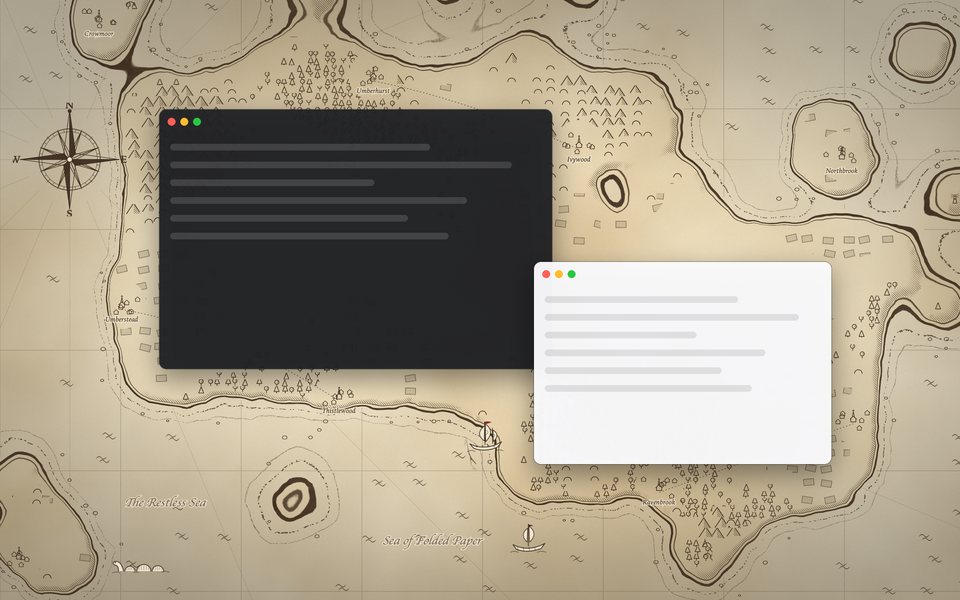 Crowmoor
Umberhurst
N
Ivywood
W
E
Northbrook
S
Umberstead
Thistlewood
The Restless Sea
Ravenbrook
Sea of Folded Paper